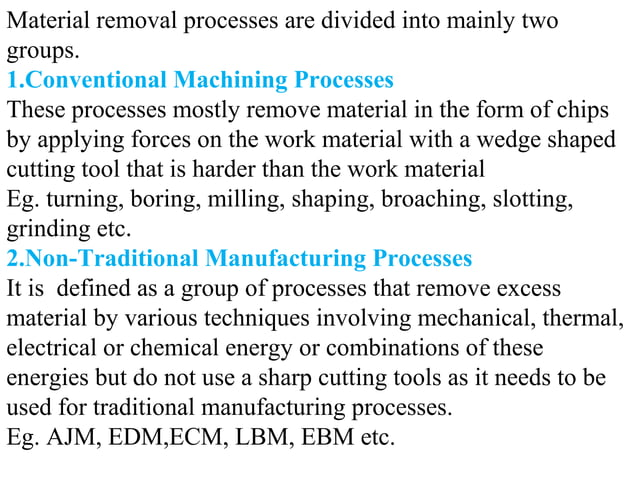 Material removal processes are divided into mainly two
groups.
1.Conventional Machining Processes
These processes mostly remove material in the form of chips
by applying forces on the work material with a wedge shaped
cutting tool that is harder than the work material
Eg. turning, boring, milling, shaping, broaching, slotting,
grinding etc.
2.Non-Traditional Manufacturing Processes
It is  defined as a group of processes that remove excess
material by various techniques involving mechanical, thermal,
electrical or chemical energy or combinations of these
energies but do not use a sharp cutting tools as it needs to be
used for traditional manufacturing processes.
Eg. AJM, EDM,ECM, LBM, EBM etc.